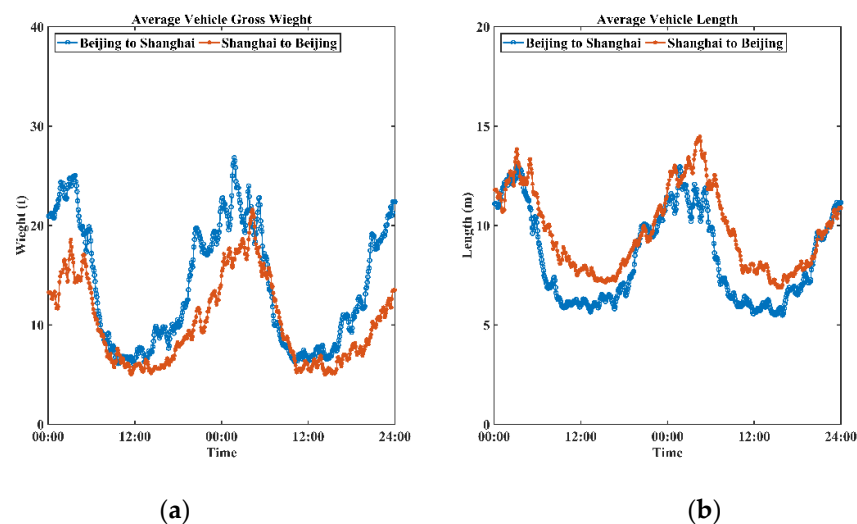 Average Vehicle Gross Wieght
40
Beijing to Shanghai Shanghai to Beijing
30
20
10
0
Wieght (t)
00:00 12:00 00:00 12:00 24:00
Time
(a)
Average Vehicle Length
20
Beijing to Shanghai Shanghai to Beijing
15
10
5
0
Length (m)
00:00 12:00 00:00 12:00 24:00
Time
(b)